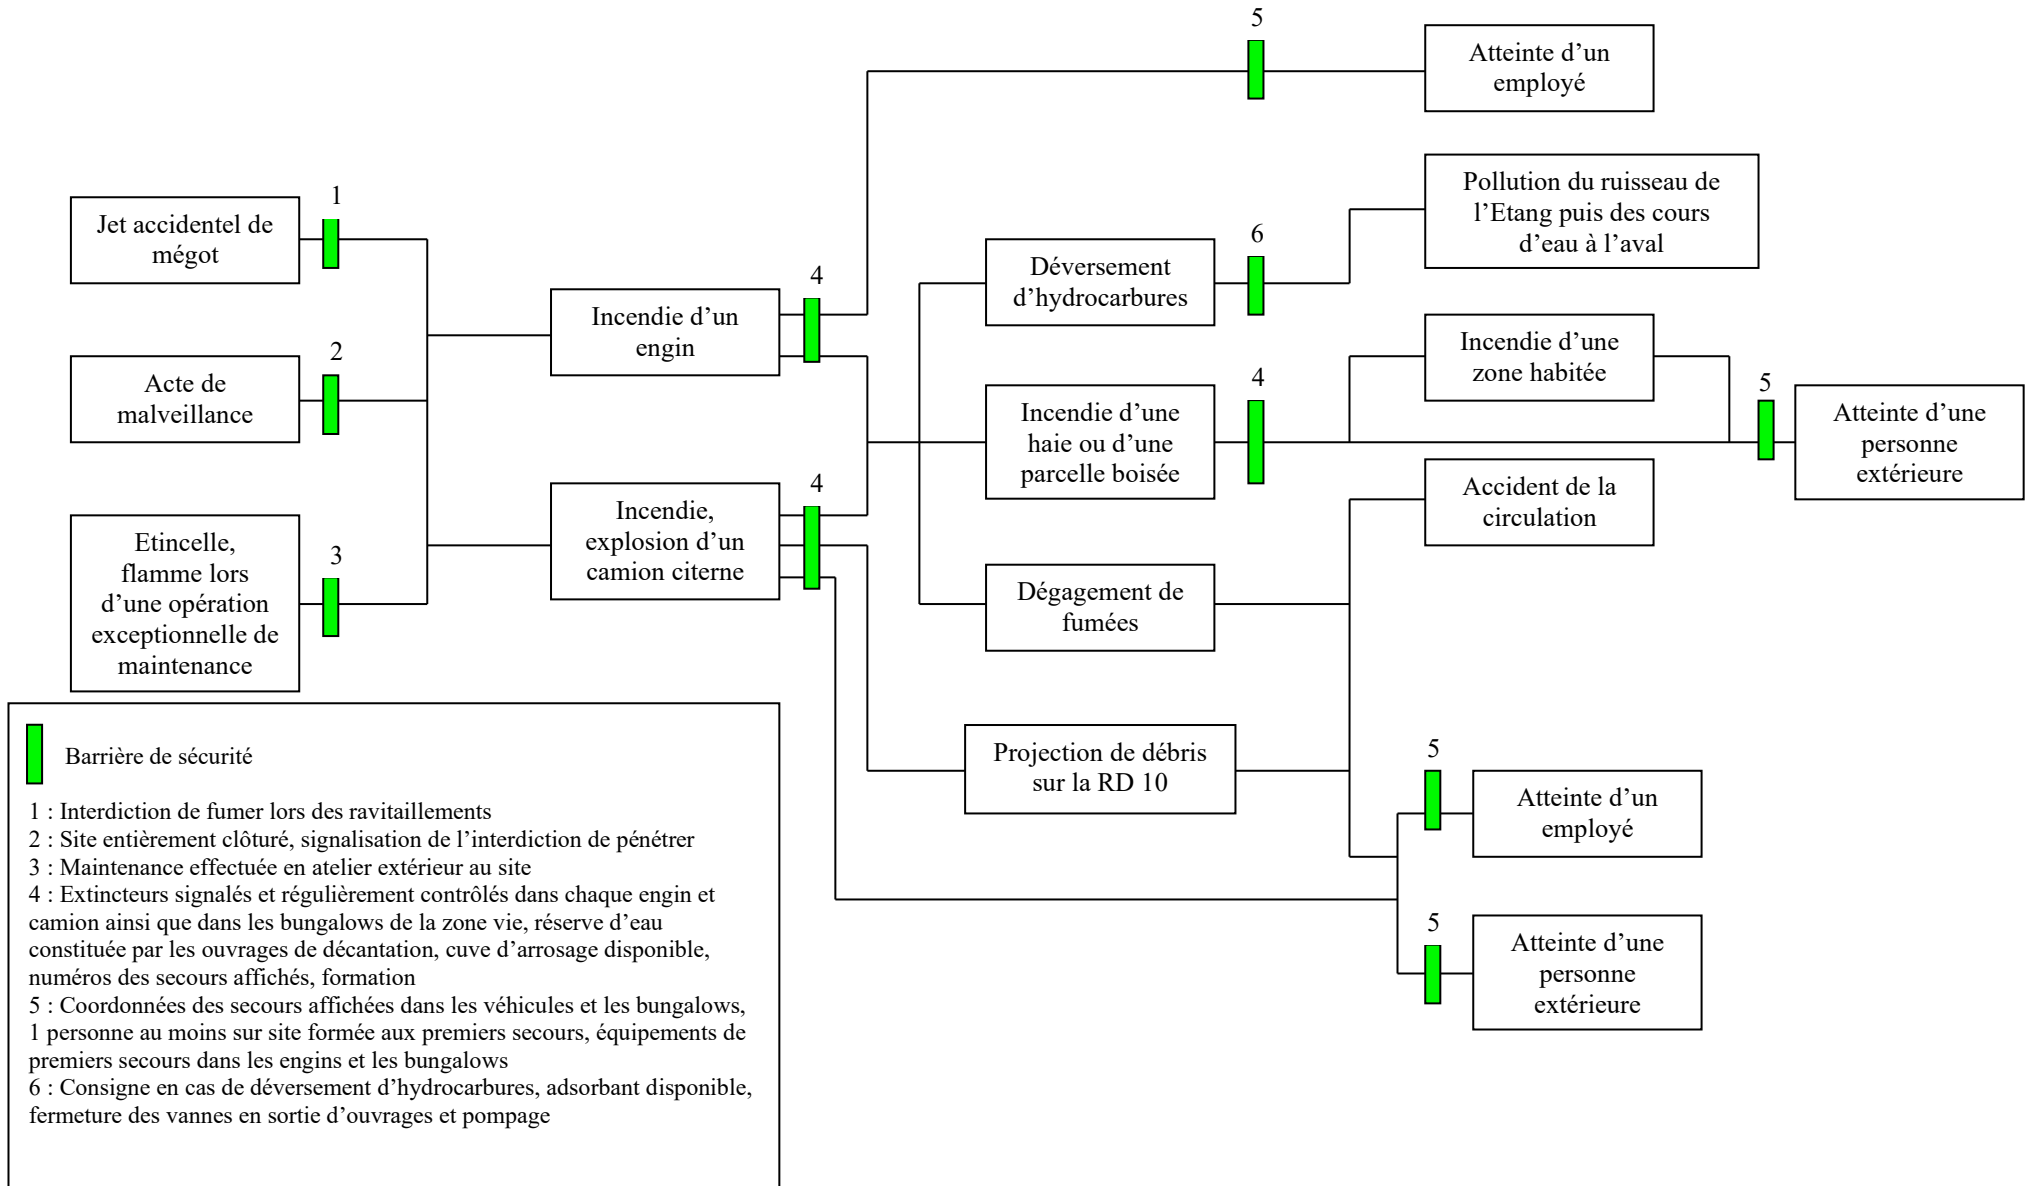 5
Atteinte d’un
employé
Pollution du ruisseau de
l’Etang puis des cours
d’eau à l’aval
1
Jet accidentel de
mégot
6
Déversement
d’hydrocarbures
4
Incendie d’un
engin
Incendie d’une
zone habitée
2
Acte de
malveillance
4
Incendie d’une
haie ou d’une
parcelle boisée
5
Atteinte d’une
personne
extérieure
Accident de la
circulation
4
Incendie,
explosion d’un
camion citerne
3
Etincelle,
flamme lors
d’une opération
exceptionnelle de
maintenance
Dégagement de
fumées
Projection de débris
sur la RD 10
5
Atteinte d’un
employé
5
Atteinte d’une
personne
extérieure
Barrière de sécurité
1 : Interdiction de fumer lors des ravitaillements
2 : Site entièrement clôturé, signalisation de l’interdiction de pénétrer
3 : Maintenance effectuée en atelier extérieur au site
4 : Extincteurs signalés et régulièrement contrôlés dans chaque engin et
camion ainsi que dans les bungalows de la zone vie, réserve d’eau
constituée par les ouvrages de décantation, cuve d’arrosage disponible,
numéros des secours affichés, formation
5 : Coordonnées des secours affichées dans les véhicules et les bungalows,
1 personne au moins sur site formée aux premiers secours, équipements de
premiers secours dans les engins et les bungalows
6 : Consigne en cas de déversement d’hydrocarbures, adsorbant disponible,
fermeture des vannes en sortie d’ouvrages et pompage